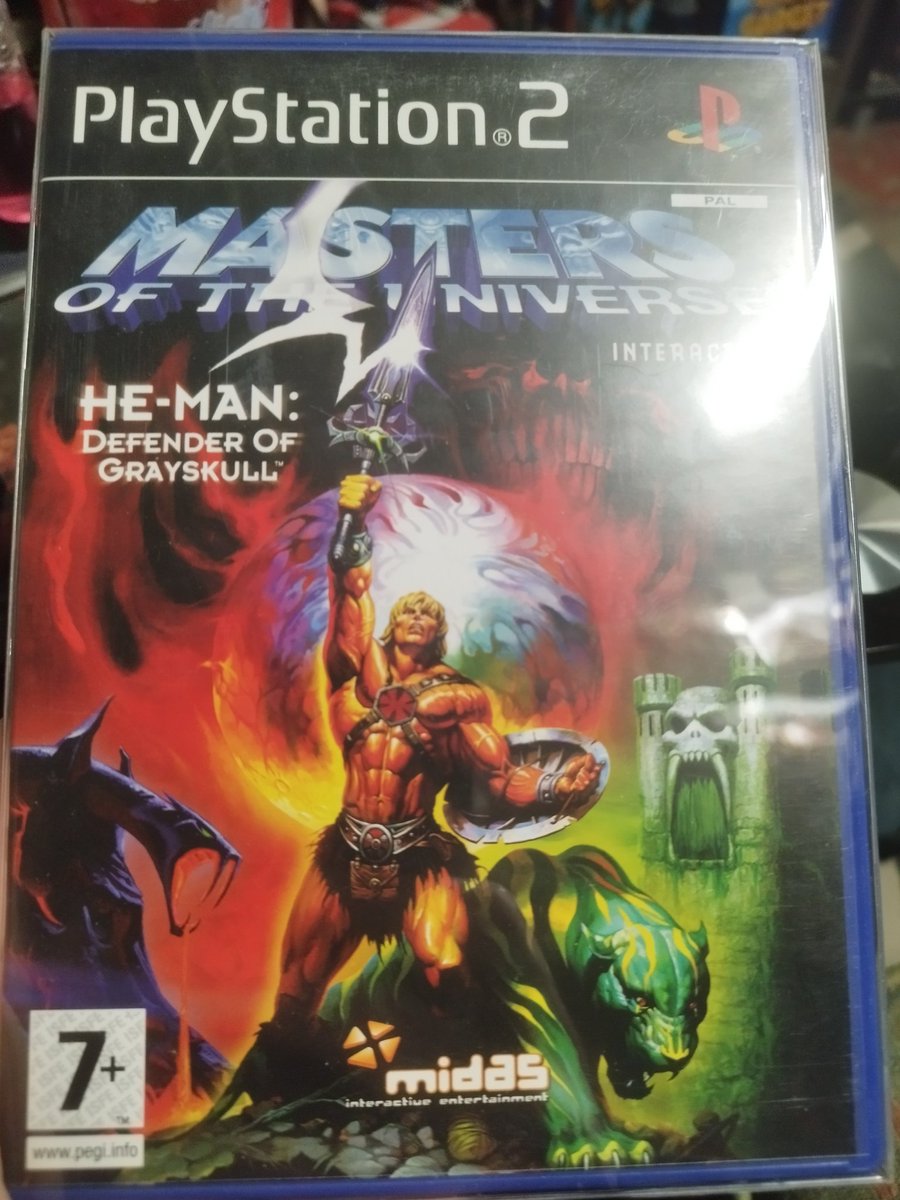 PlayStation®2
PAL
MASTERS
OF THE UNIVERSE
HE-MAN:
DEFENDER OF
GRAYSKULL™
7+
™
www.pegi.info
midas
interactive entertainment